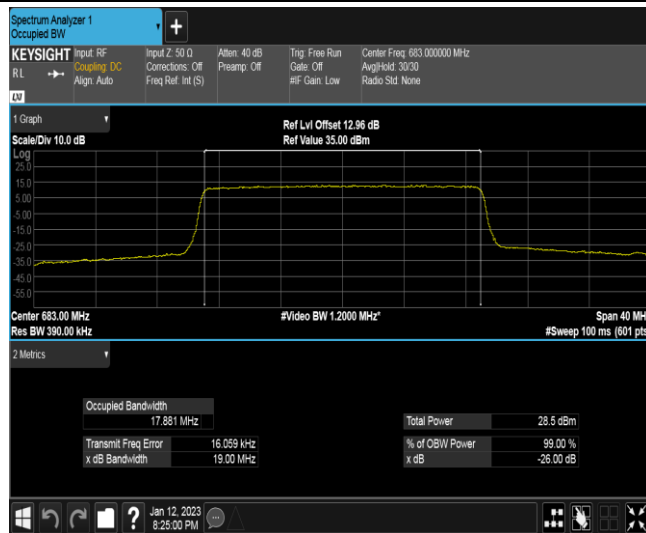 Spectrum Analyzer 1
Occupied BW
KEYSIGHT Input: RF Input Z: 50 Ω Atten: 40 dB Trig: Free Run Center Freq: 683.000000 MHz
RL Coupling: DC Corrections: Off Preamp: Off Gate: Off Avg|Hold: 30/30
Align: Auto Freq Ref: Int (S) #IF Gain: Low Radio Std: None
LXI
1 Graph
Ref Lvl Offset 12.96 dB
Scale/Div 10.0 dB Ref Value 35.00 dBm
Log
25.0
15.0
5.00
-5.00
-15.0
-25.0
-35.0
-45.0
-55.0
Center 683.00 MHz #Video BW 1.2000 MHz* Span 40 MH
Res BW 390.00 kHz #Sweep 100 ms (601 pts
2 Metrics
Occupied Bandwidth
17.881 MHz Total Power 28.5 dBm
Transmit Freq Error 16.059 kHz % of OBW Power 99.00 %
x dB Bandwidth 19.00 MHz x dB -26.00 dB
Jan 12, 2023
8:25:00 PM